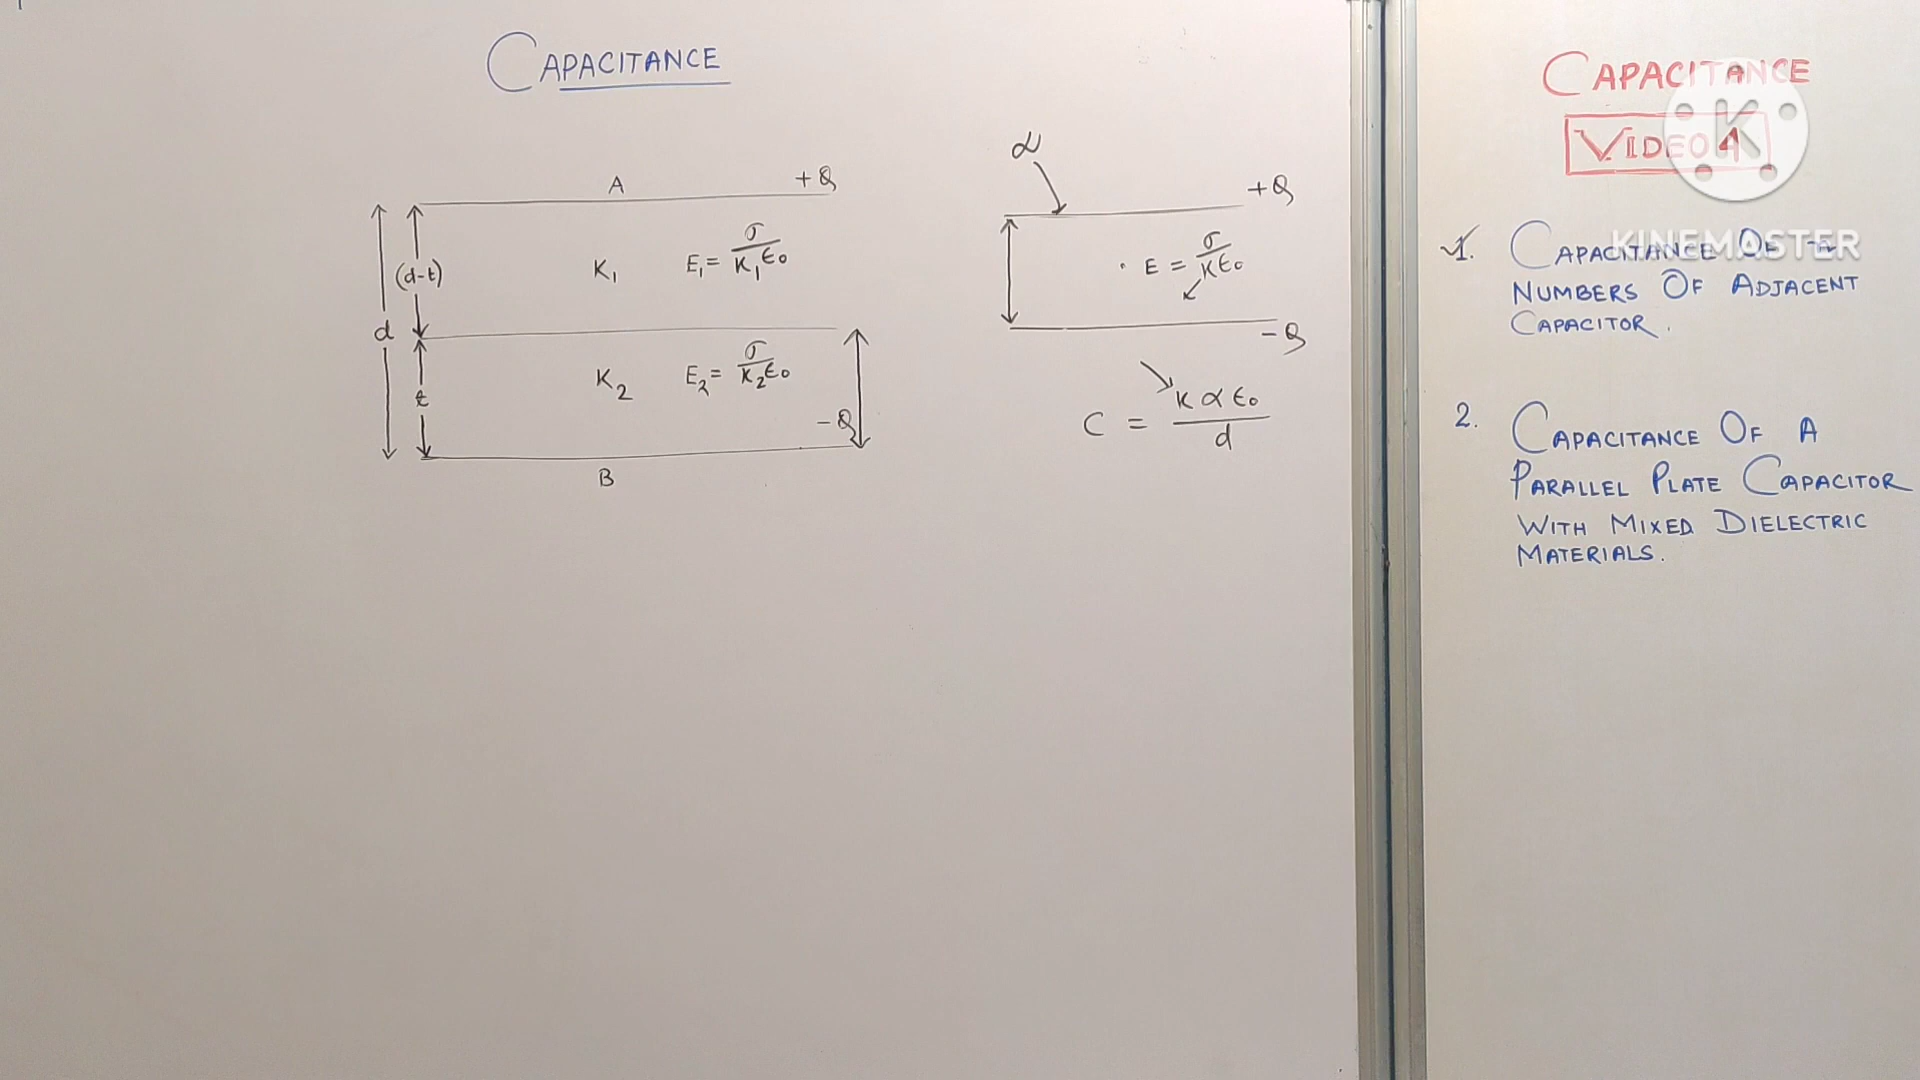 CAPACITANCE
A
+Q
(d-t)
K₁
E₁ = σ/K₁ϵ₀
d
t
K₂
E₂ = σ/K₂ϵ₀
-Q
B
α
+Q
E = σ/Kϵ₀
-Q
C = KαЄ₀/d
CAPACITANCE
VIDEO 4
K
KINEMASTER
1. CAPACITANCE OF A
NUMBERS OF ADJACENT
CAPACITOR.
2. CAPACITANCE OF A
PARALLEL PLATE CAPACITOR
WITH MIXED DIELECTRIC
MATERIALS.